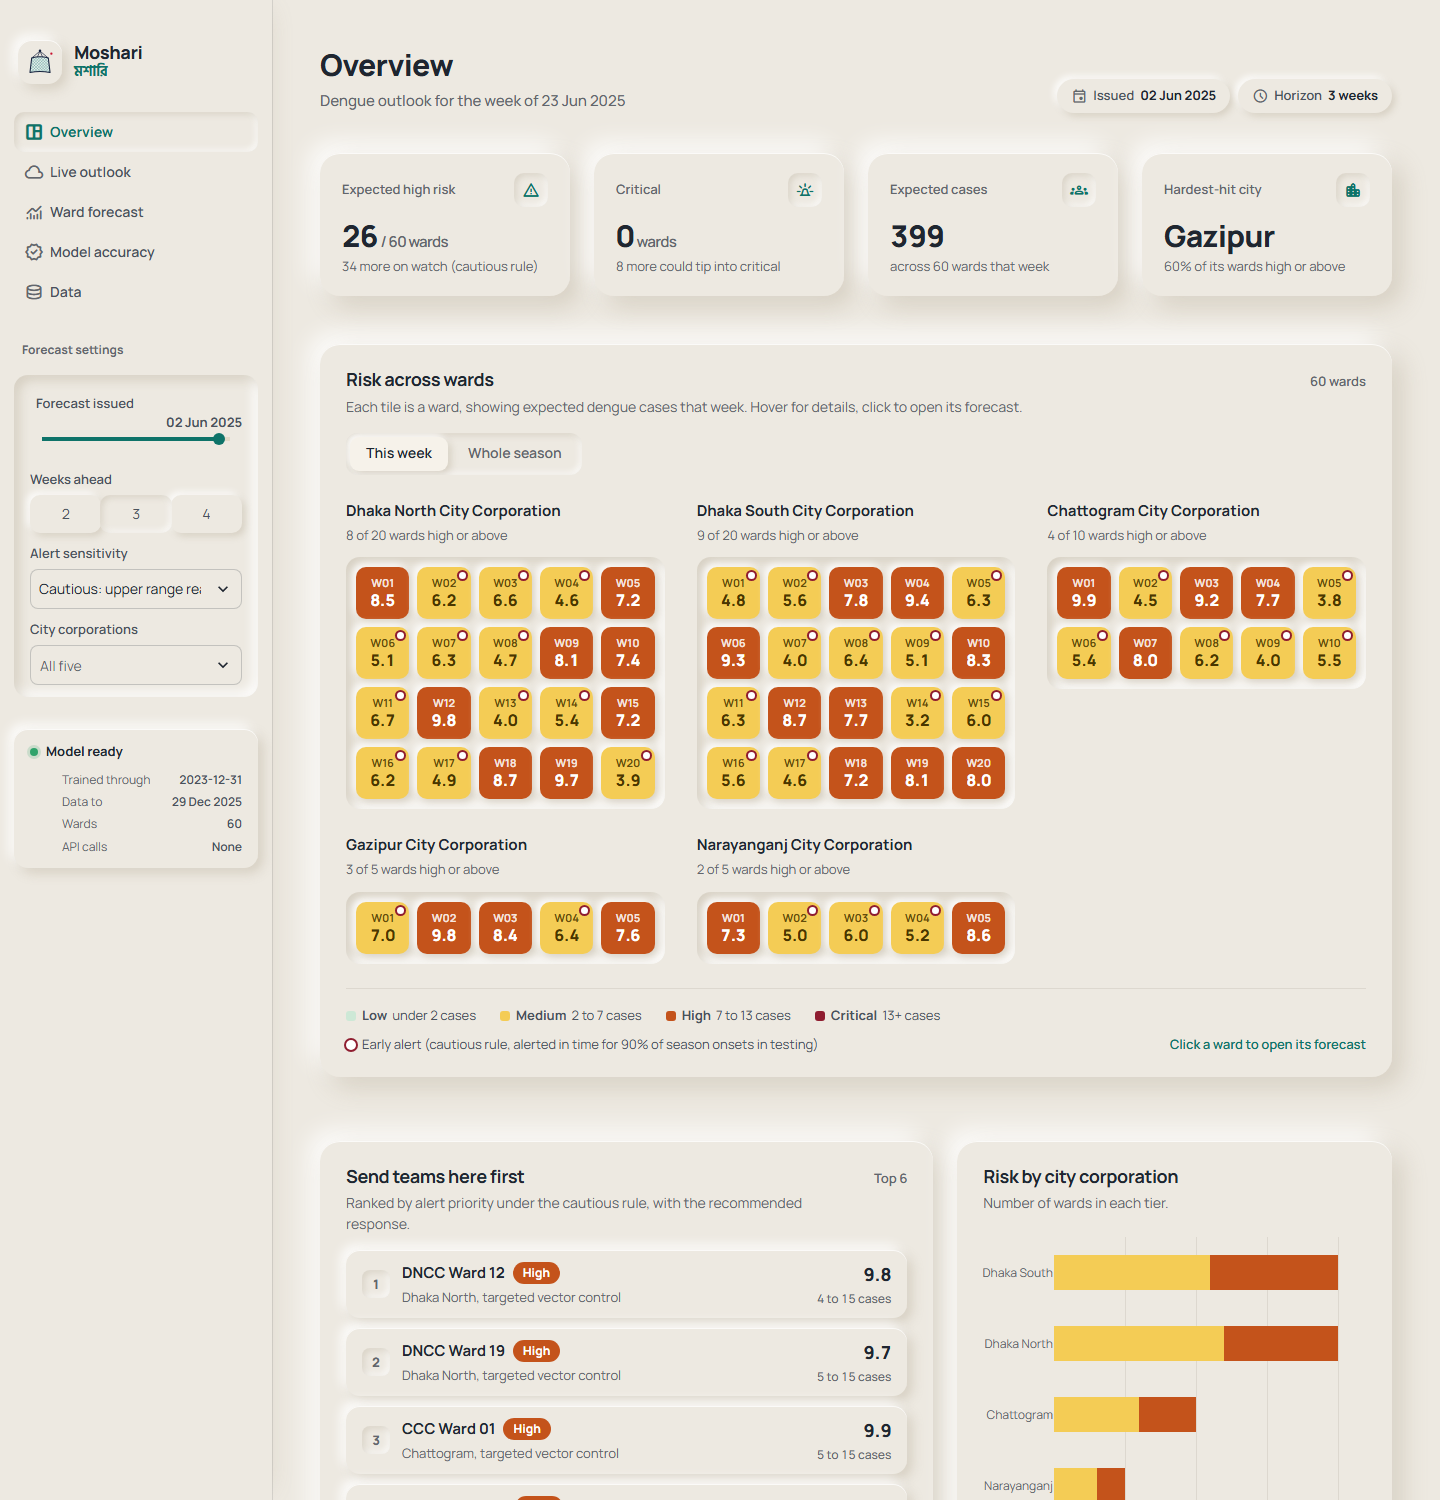 Moshari
মশারি
Overview
Live outlook
Ward forecast
Model accuracy
Data
Forecast settings
Forecast issued
02 Jun 2025
Weeks ahead
2 3 4
Alert sensitivity
Cautious: upper range
City corporations
All five
Model ready
Trained through 2023-12-31
Data to 29 Dec 2025
Wards 60
API calls None
Overview
Dengue outlook for the week of 23 Jun 2025
Issued 02 Jun 2025 Horizon 3 weeks
Expected high risk
26 / 60 wards
34 more on watch (cautious rule)
Critical
0 wards
8 more could tip into critical
Expected cases
399
across 60 wards that week
Hardest-hit city
Gazipur
60% of its wards high or above
Risk across wards 60 wards
Each tile is a ward, showing expected dengue cases that week. Hover for details, click to open its forecast.
This week Whole season
Dhaka North City Corporation
8 of 20 wards high or above
W01 W02 W03 W04 W05
8.5 6.2 6.6 4.6 7.2
W06 W07 W08 W09 W10
5.1 6.3 4.7 8.1 7.4
W11 W12 W13 W14 W15
6.7 9.8 4.0 5.4 7.2
W16 W17 W18 W19 W20
6.2 4.9 8.7 9.7 3.9
Dhaka South City Corporation
9 of 20 wards high or above
W01 W02 W03 W04 W05
4.8 5.6 7.8 9.4 6.3
W06 W07 W08 W09 W10
9.3 4.0 6.4 5.1 8.3
W11 W12 W13 W14 W15
6.3 8.7 7.7 3.2 6.0
W16 W17 W18 W19 W20
5.6 4.6 7.2 8.1 8.0
Chattogram City Corporation
4 of 10 wards high or above
W01 W02 W03 W04 W05
9.9 4.5 9.2 7.7 3.8
W06 W07 W08 W09 W10
5.4 8.0 6.2 4.0 5.5
Gazipur City Corporation
3 of 5 wards high or above
W01 W02 W03 W04 W05
7.0 9.8 8.4 6.4 7.6
Narayanganj City Corporation
2 of 5 wards high or above
W01 W02 W03 W04 W05
7.3 5.0 6.0 5.2 8.6
Low under 2 cases Medium 2 to 7 cases High 7 to 13 cases Critical 13+ cases
Early alert (cautious rule, alerted in time for 90% of season onsets in testing)
Click a ward to open its forecast
Send teams here first Top 6
Ranked by alert priority under the cautious rule, with the recommended
response.
1 DNCC Ward 12 High 9.8
Dhaka North, targeted vector control 4 to 15 cases
2 DNCC Ward 19 High 9.7
Dhaka North, targeted vector control 5 to 15 cases
3 CCC Ward 01 High 9.9
Chattogram, targeted vector control 5 to 15 cases
Risk by city corporation
Number of wards in each tier.
Dhaka South
Dhaka North
Chattogram
Narayanganj